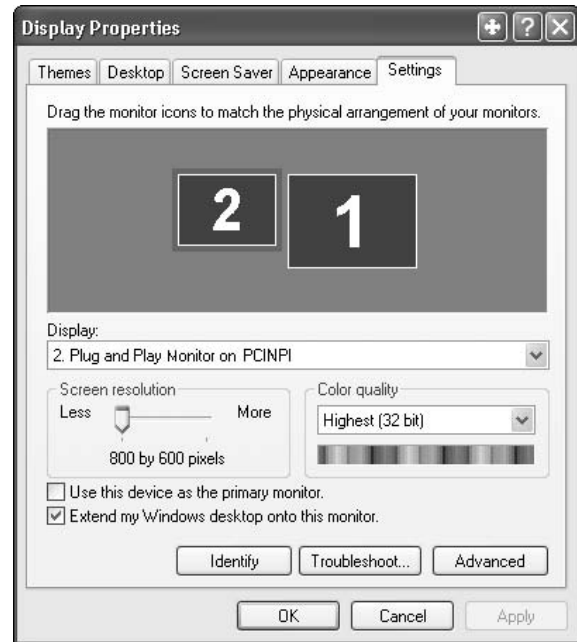 Display Properties
Themes Desktop Screen Saver Appearance Settings
Drag the monitor icons to match the physical arrangement of your monitors.
2 1
Display:
2. Plug and Play Monitor on PCINPI
Screen resolution Color quality
Less More Highest (32 bit)
800 by 600 pixels
Use this device as the primary monitor.
Extend my Windows desktop onto this monitor.
Identify Troubleshoot... Advanced
OK Cancel Apply